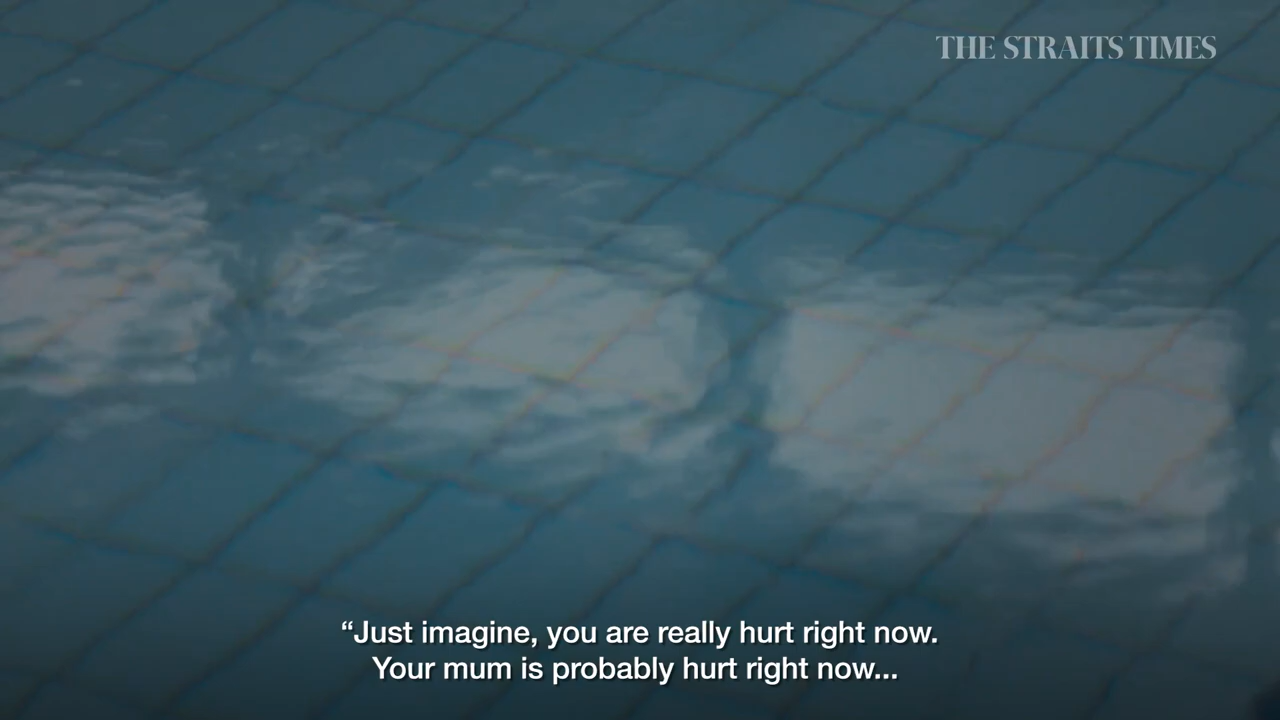 THE STRAITS TIMES
“Just imagine, you are really hurt right now.
Your mum is probably hurt right now...